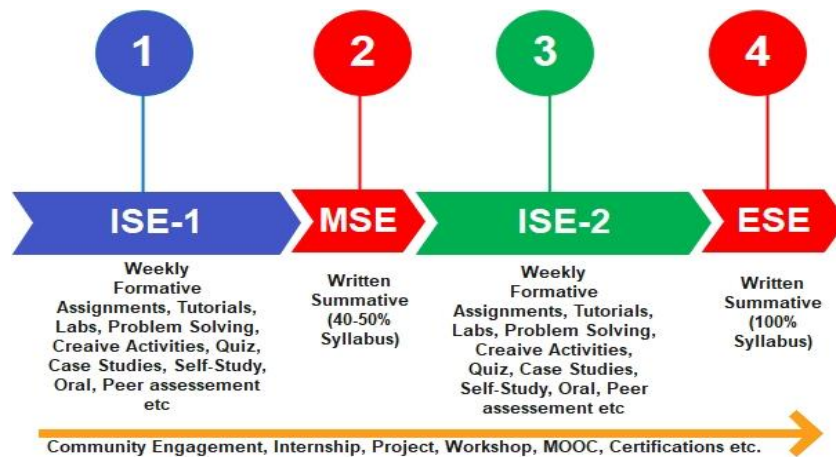 1
2
3
4
ISE-1
MSE
ISE-2
ESE
Weekly
Formative
Assignments, Tutorials,
Labs, Problem Solving,
Creaive Activities, Quiz,
Case Studies, Self-Study,
Oral, Peer assessement
etc
Written
Summative
(40-50%
Syllabus)
Weekly
Formative
Assignments, Tutorials,
Labs, Problem Solving,
Creaive Activities,
Quiz, Case Studies,
Self-Study, Oral, Peer
assessement etc
Written
Summative
(100%
Syllabus)
Community Engagement, Internship, Project, Workshop, MOOC, Certifications etc.